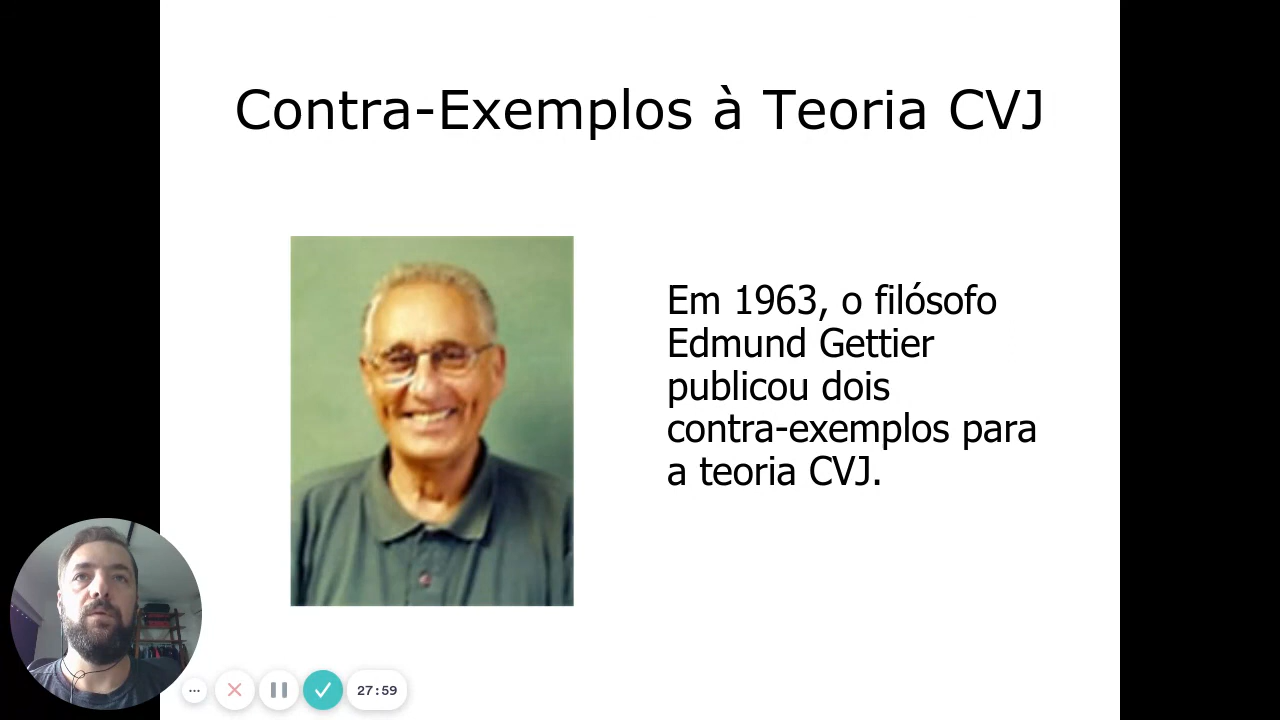 Contra-Exemplos à Teoria CVJ
Em 1963, o filósofo
Edmund Gettier
publicou dois
contra-exemplos para
a teoria CVJ.
27:59